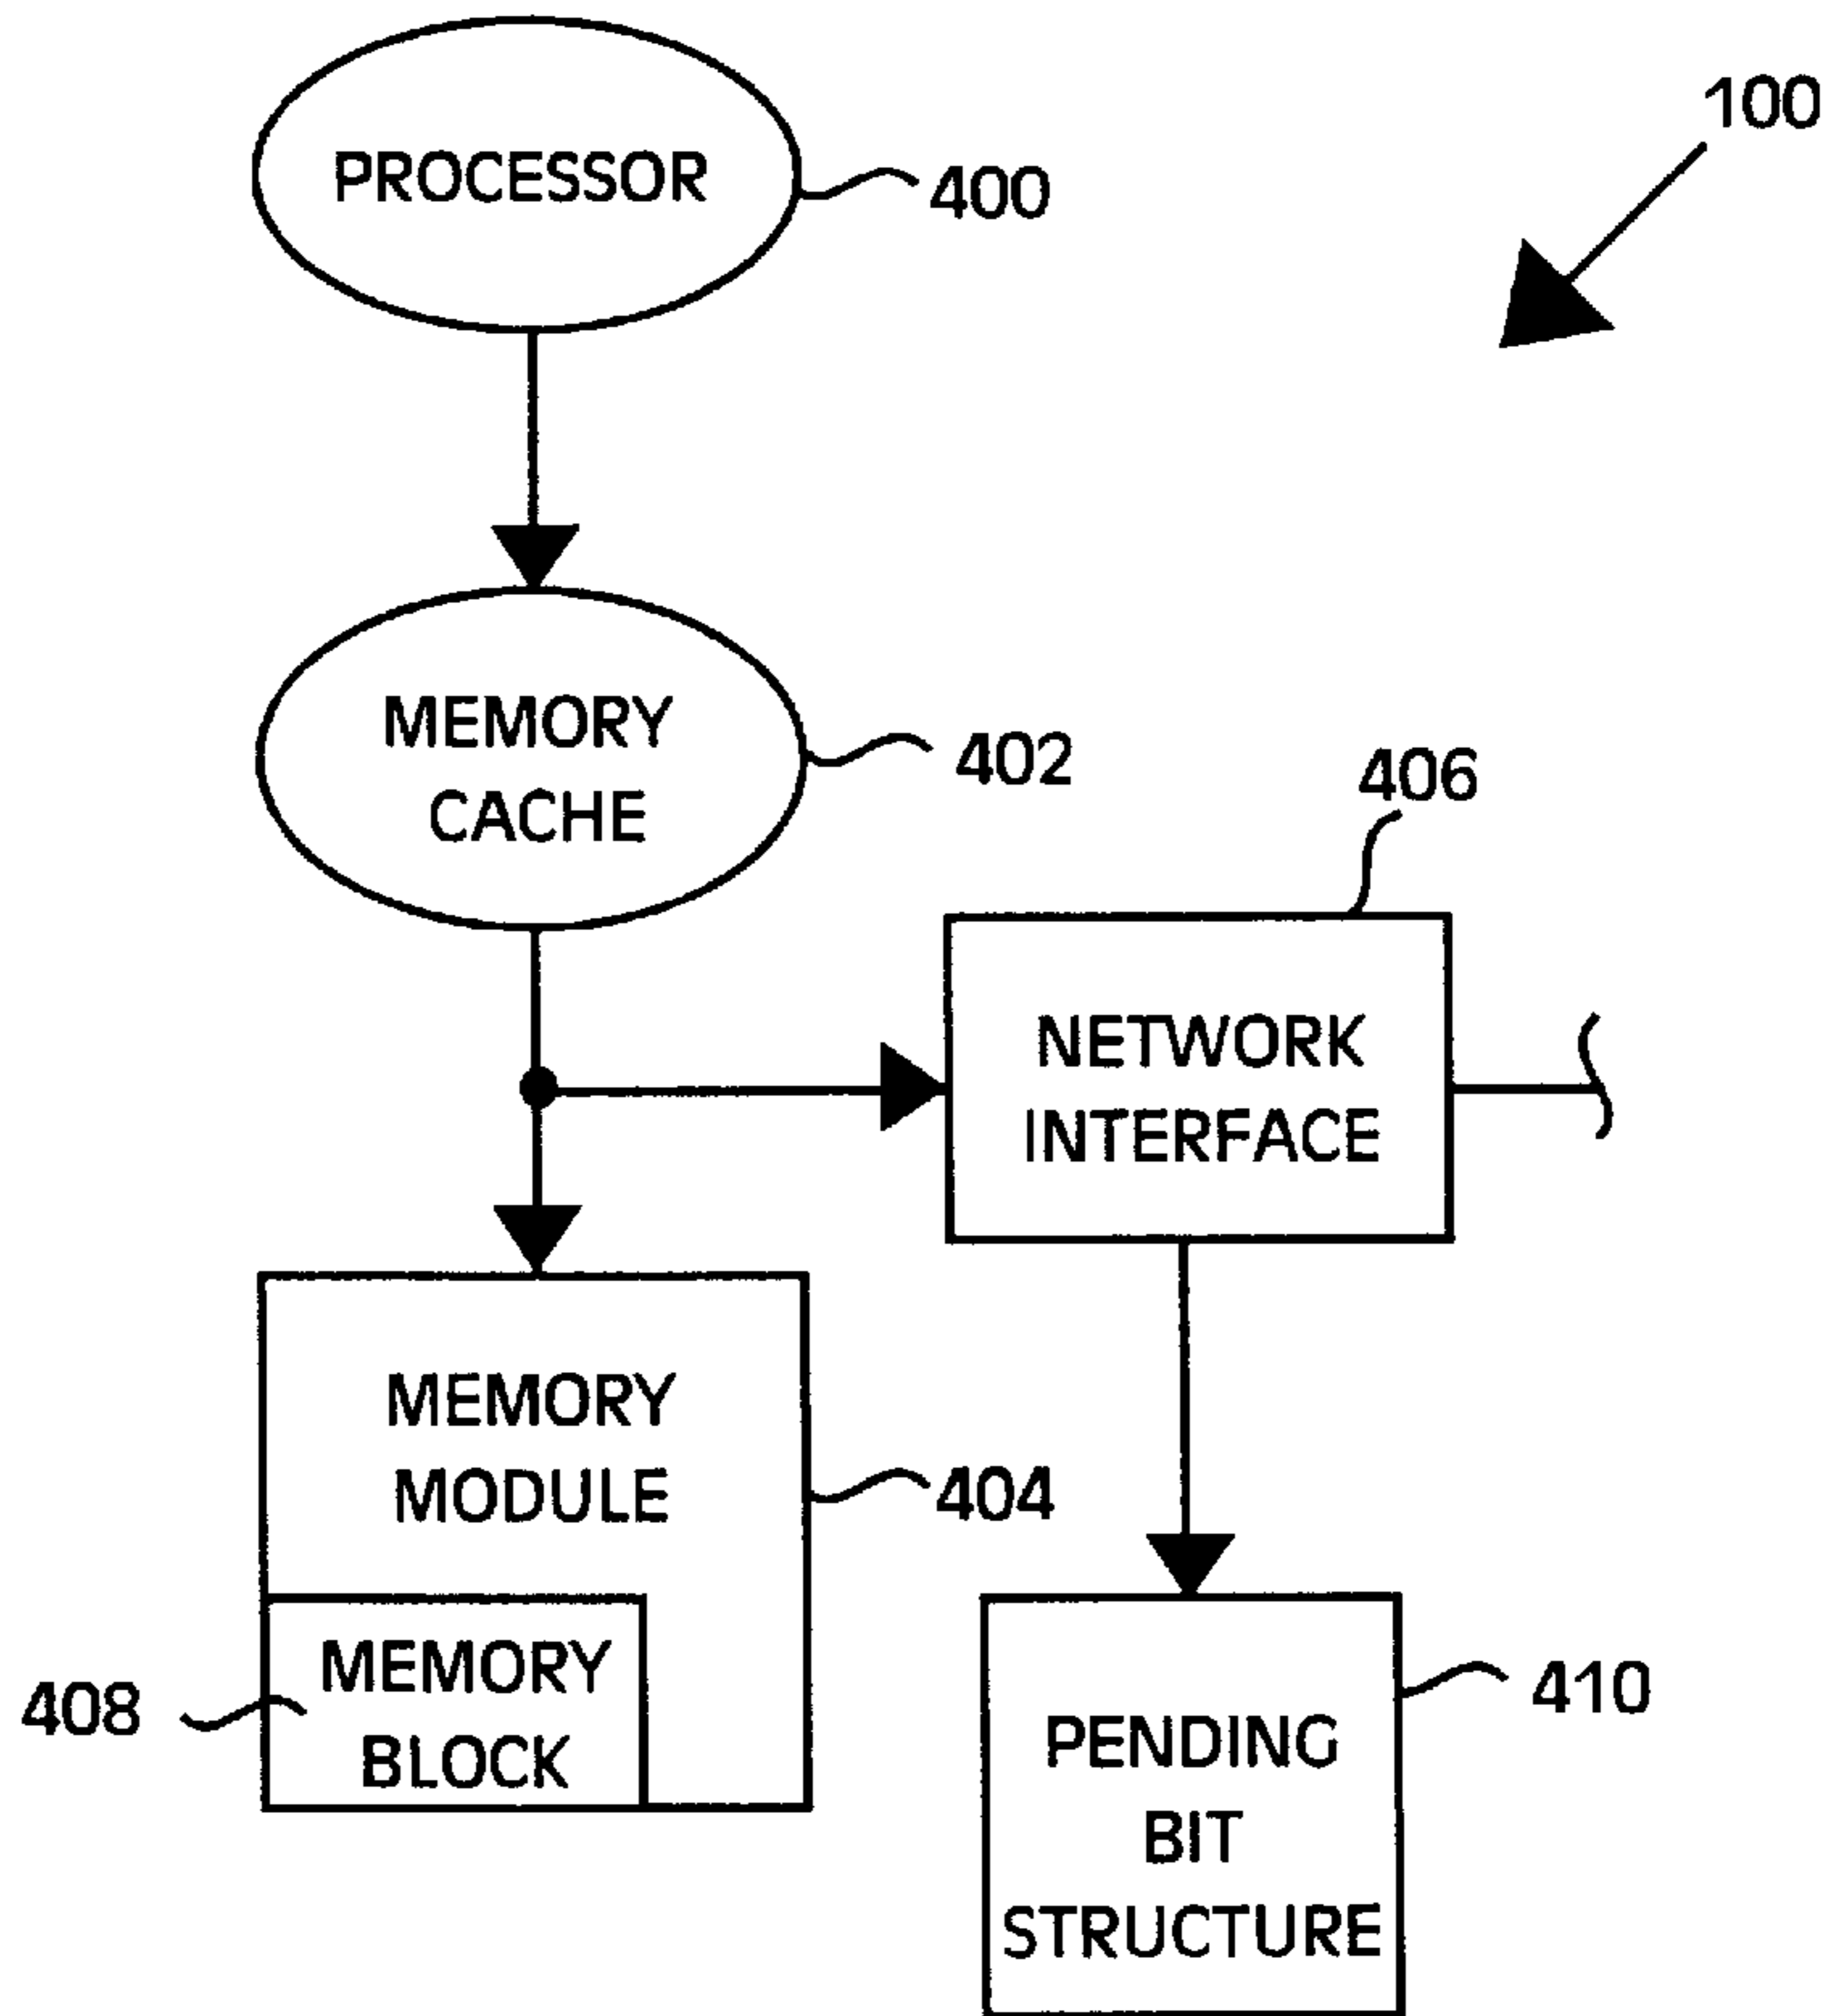 100
PROCESSOR
400
MEMORY
CACHE
402
406
NETWORK
INTERFACE
MEMORY
MODULE
404
MEMORY
BLOCK
408
410
PENDING
BIT
STRUCTURE